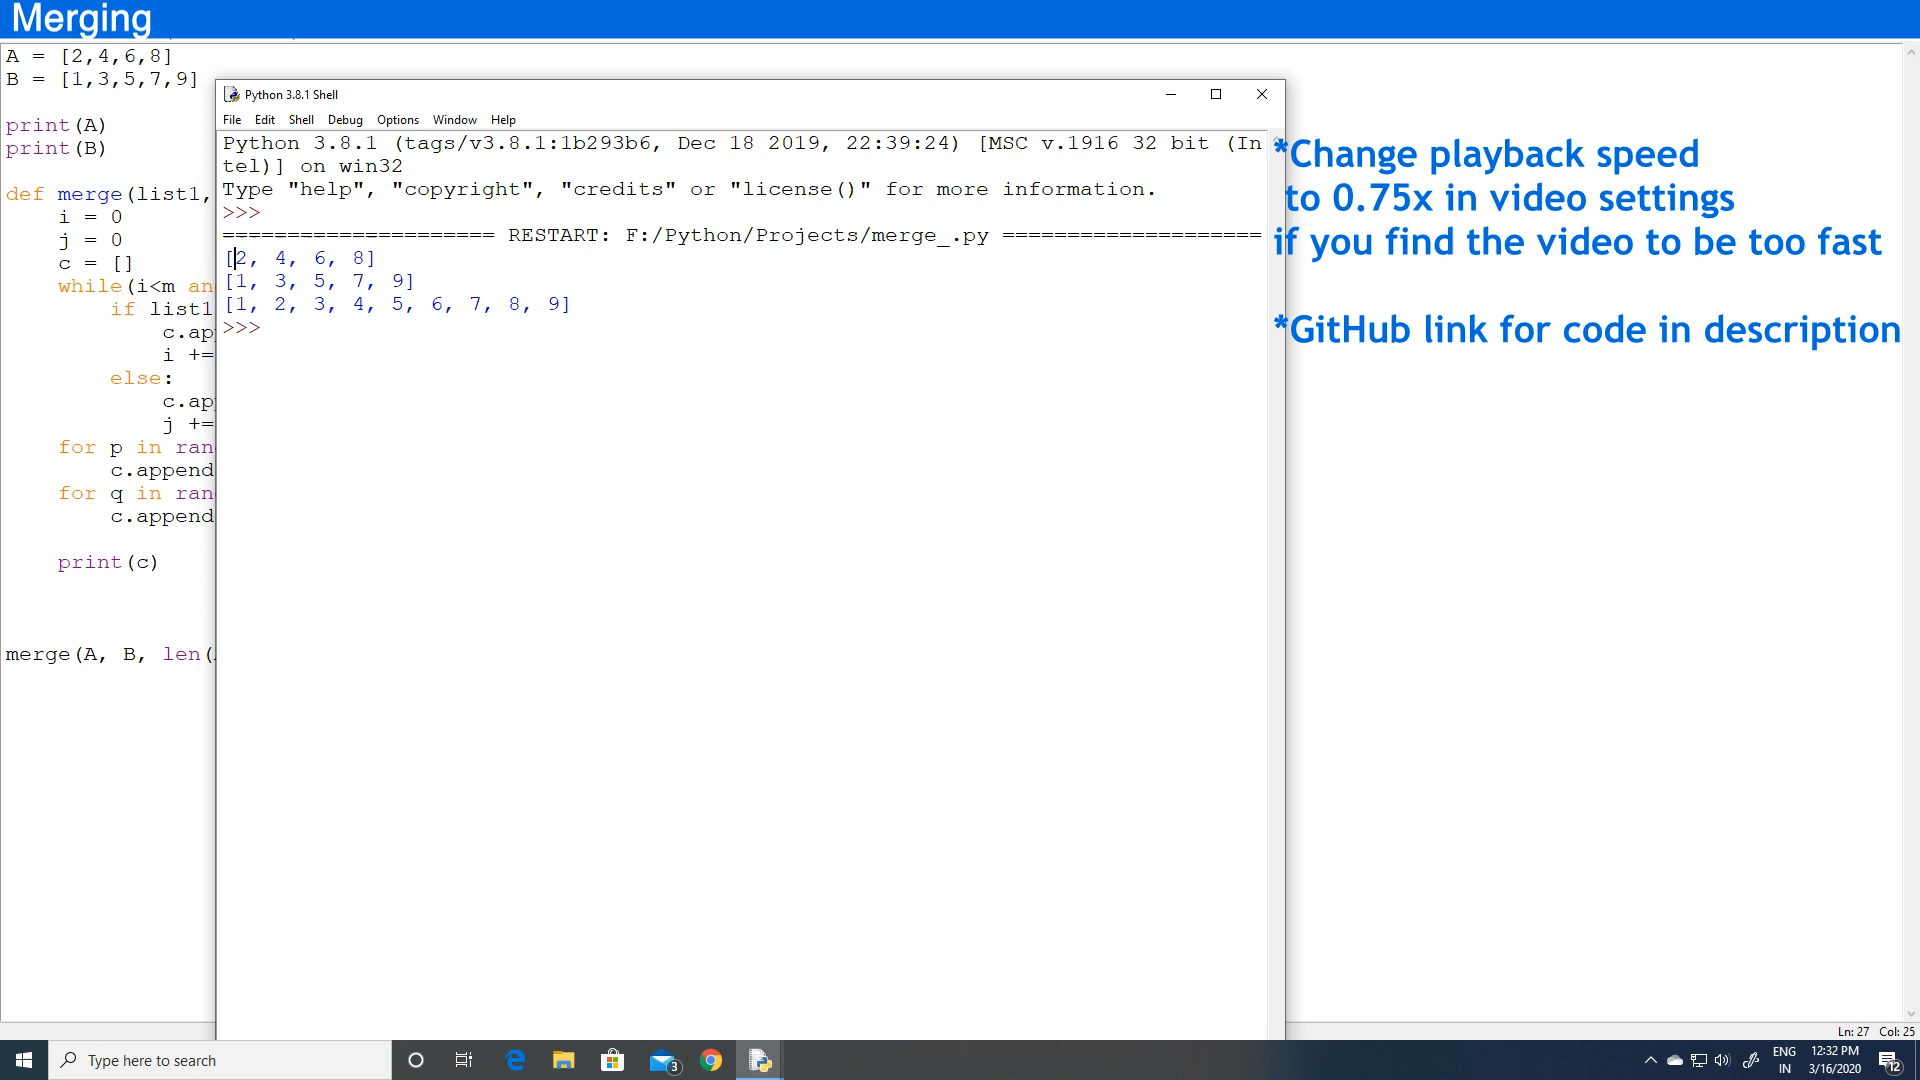 Merging
A = [2,4,6,8]
B = [1,3,5,7,9]
print(A)
print(B)
def merge(list1,
i = 0
j = 0
c = []
while(i<m an
if list1
c.ap
i +=
else:
c.ap
j +=
for p in ran
c.append
for q in ran
c.append
print(c)
merge(A, B, len(
Python 3.8.1 Shell
File Edit Shell Debug Options Window Help
Python 3.8.1 (tags/v3.8.1:1b293b6, Dec 18 2019, 22:39:24) [MSC v.1916 32 bit (In
tel)] on win32
Type "help", "copyright", "credits" or "license()" for more information.
>>>
===================== RESTART: F:/Python/Projects/merge_.py ====================
[2, 4, 6, 8]
[1, 3, 5, 7, 9]
[1, 2, 3, 4, 5, 6, 7, 8, 9]
>>>
*Change playback speed
to 0.75x in video settings
if you find the video to be too fast
*GitHub link for code in description
Ln: 27 Col: 25
Type here to search
3
ENG
IN
12:32 PM
3/16/2020
12